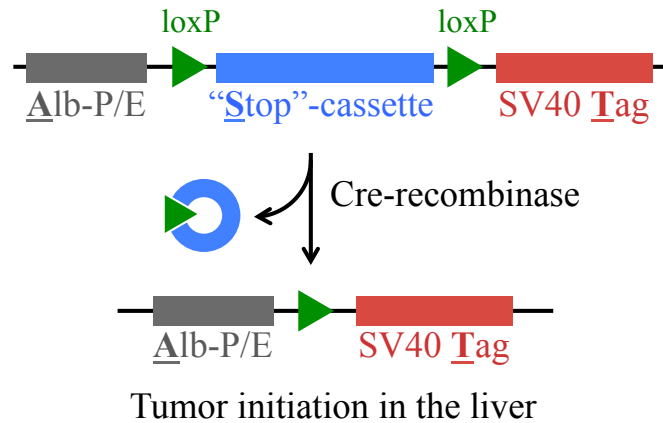 loxP loxP
Alb-P/E “Stop”-cassette SV40 Tag
Cre-recombinase
Alb-P/E SV40 Tag
Tumor initiation in the liver